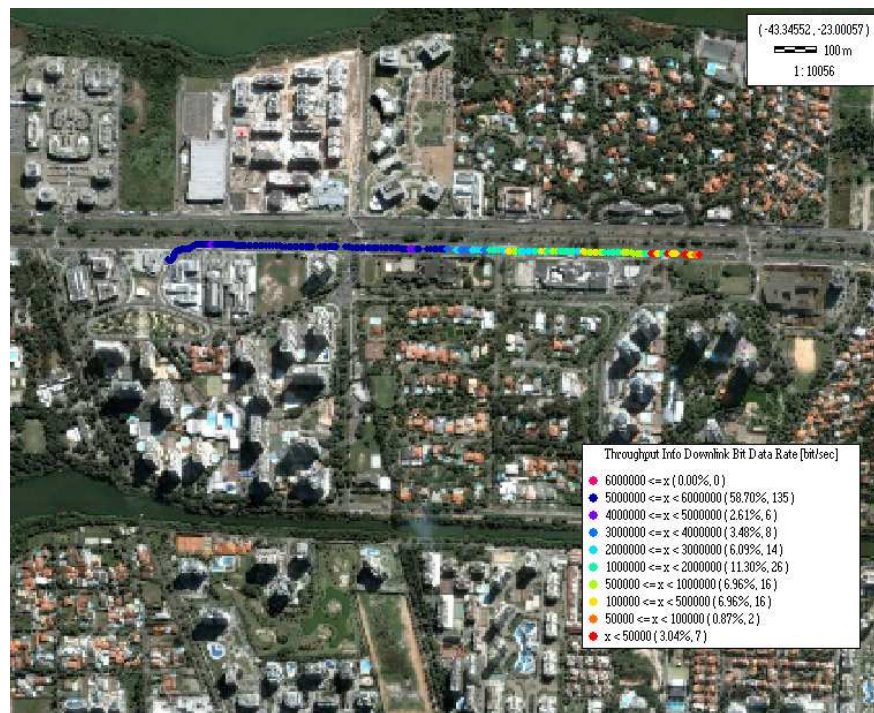 (-43.34552, -23.00057)
100 m
1: 10056
Throughput Info Downlink Bit Data Rate [bit/sec]
6000000 <= x ( 0.00%, 0 )
5000000 <= x < 6000000 ( 58.70%, 135 )
4000000 <= x < 5000000 ( 2.61%, 6 )
3000000 <= x < 4000000 ( 3.48%, 8 )
2000000 <= x < 3000000 ( 6.09%, 14 )
1000000 <= x < 2000000 ( 11.30%, 26 )
500000 <= x < 1000000 ( 6.96%, 16 )
100000 <= x < 500000 ( 6.96%, 16 )
50000 <= x < 100000 ( 0.87%, 2 )
x < 50000 ( 3.04%, 7 )